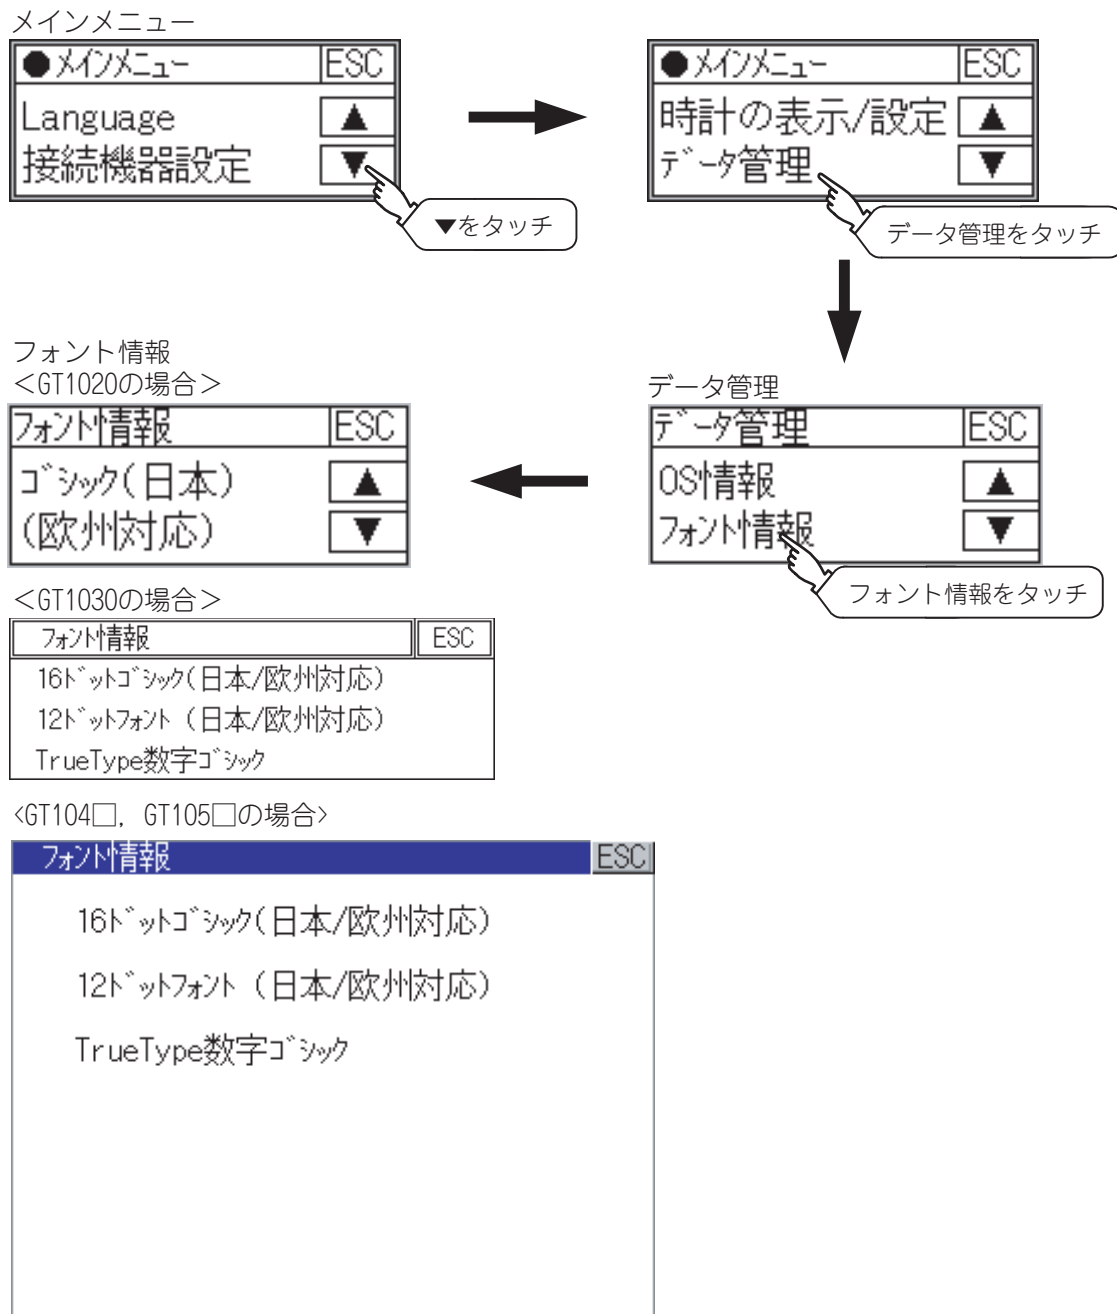 メインメニュー
●ﾒｲﾝﾒﾆｭｰ ESC
Language ▲
接続機器設定 ▼
▼をタッチ
●ﾒｲﾝﾒﾆｭｰ ESC
時計の表示/設定 ▲
ﾃﾞｰﾀ管理 ▼
データ管理をタッチ
データ管理
ﾃﾞｰﾀ管理 ESC
OS情報 ▲
ﾌｫﾝﾄ情報 ▼
フォント情報をタッチ
フォント情報
＜GT1020の場合＞
ﾌｫﾝﾄ情報 ESC
ｺﾞｼｯｸ(日本) ▲
(欧州対応) ▼
＜GT1030の場合＞
ﾌｫﾝﾄ情報 ESC
16ﾄﾞｯﾄｺﾞｼｯｸ(日本/欧州対応)
12ﾄﾞｯﾄﾌｫﾝﾄ (日本/欧州対応)
TrueType数字ｺﾞｼｯｸ
<GT104□, GT105□の場合>
ﾌｫﾝﾄ情報 ESC
16ﾄﾞｯﾄｺﾞｼｯｸ(日本/欧州対応)
12ﾄﾞｯﾄﾌｫﾝﾄ (日本/欧州対応)
TrueType数字ｺﾞｼｯｸ